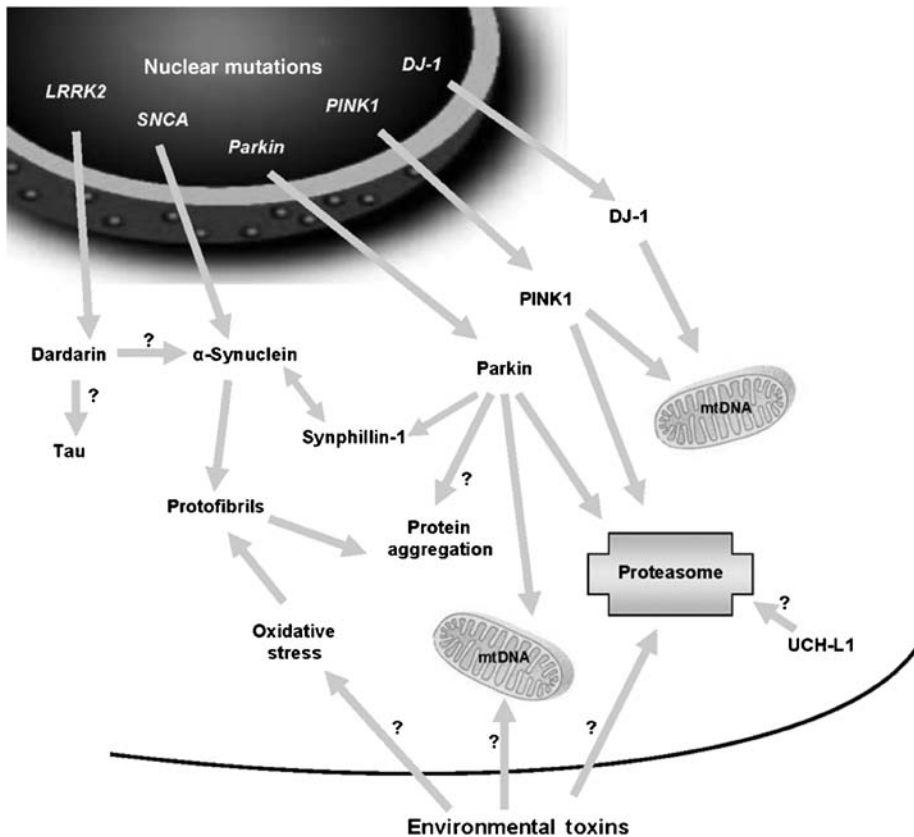 Nuclear mutations
DJ-1
LRRK2
PINK1
SNCA
Parkin
DJ-1
PINK1
Dardarin
?
α-Synuclein
Parkin
mtDNA
?
Tau
Synphillin-1
?
Protofibrils
Protein
aggregation
Proteasome
?
Oxidative
stress
mtDNA
UCH-L1
?
?
?
Environmental toxins